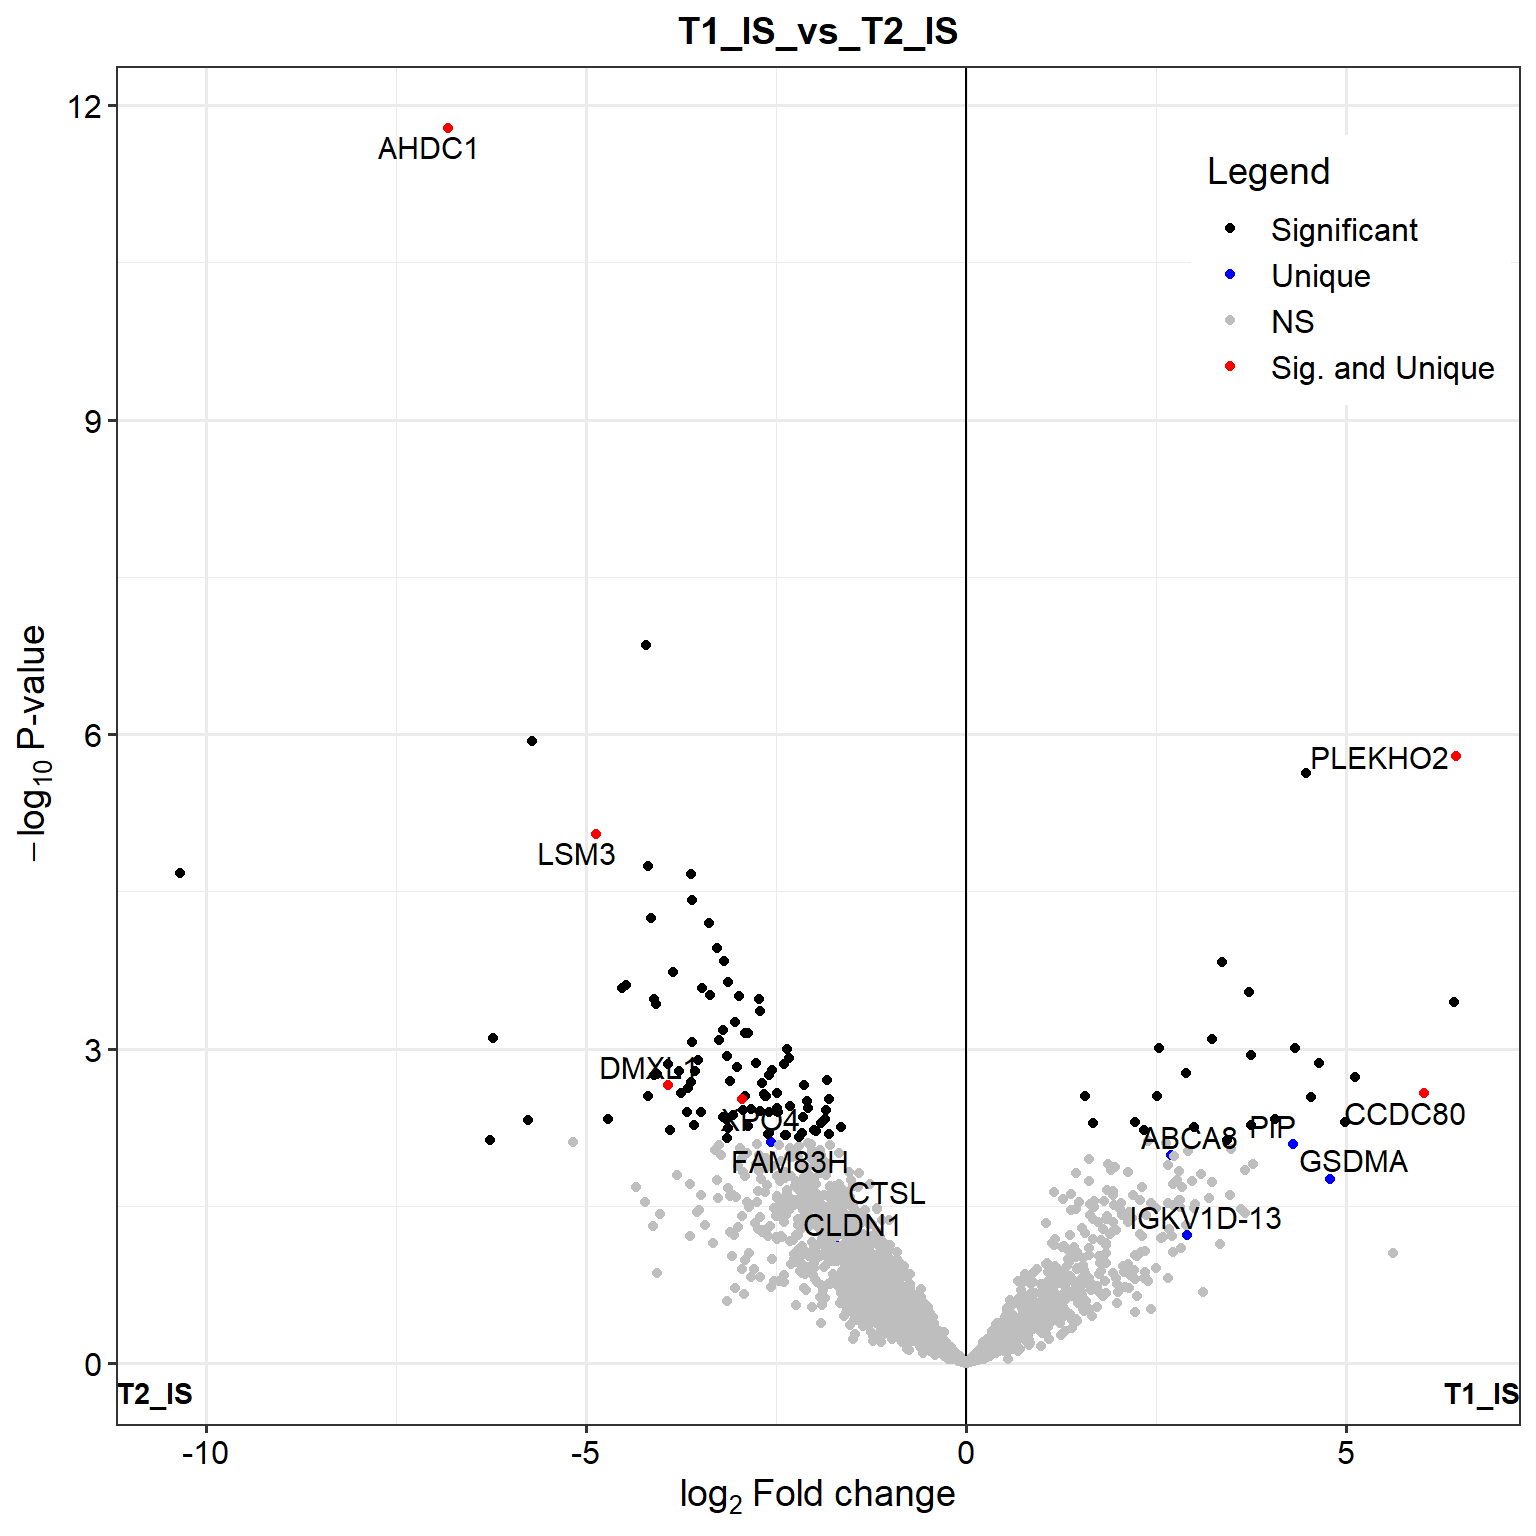 T1_IS_vs_T2_IS
12
AHDC1
Legend
Significant
Unique
NS
Sig. and Unique
9
6
PLEKHO2
LSM3
3
DMXL1
XPO4
CCDC80
ABCA8
PIP
FAM83H
GSDMA
CTSL
CLDN1
IGKV1D-13
0
T2_IS
T1_IS
-10
-5
0
5
log2 Fold change
−log10 P-value